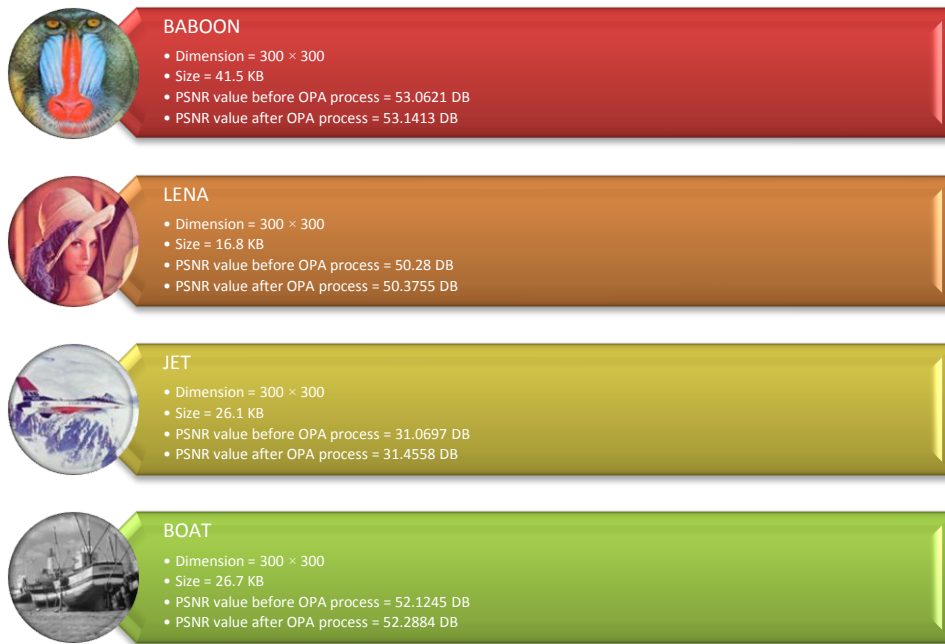 BABOON
• Dimension = 300 × 300
• Size = 41.5 KB
• PSNR value before OPA process = 53.0621 DB
• PSNR value after OPA process = 53.1413 DB
LENA
• Dimension = 300 × 300
• Size = 16.8 KB
• PSNR value before OPA process = 50.28 DB
• PSNR value after OPA process = 50.3755 DB
JET
• Dimension = 300 × 300
• Size = 26.1 KB
• PSNR value before OPA process = 31.0697 DB
• PSNR value after OPA process = 31.4558 DB
BOAT
• Dimension = 300 × 300
• Size = 26.7 KB
• PSNR value before OPA process = 52.1245 DB
• PSNR value after OPA process = 52.2884 DB